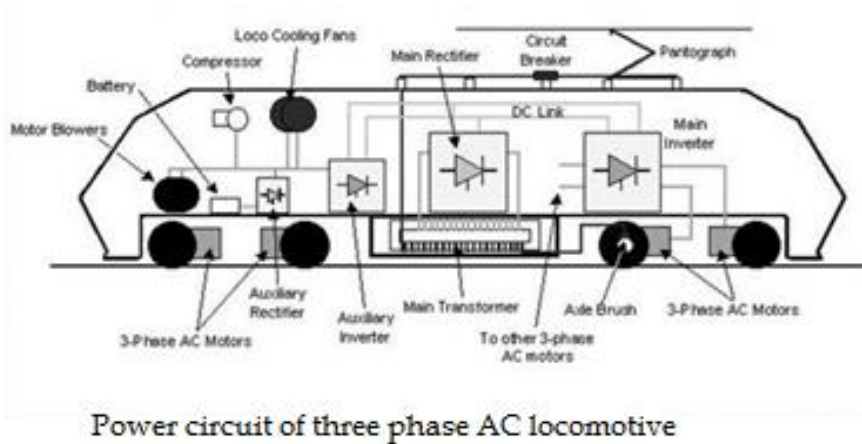 Loco Cooling Fans
Compressor
Battery
Motor Blowers
Main Rectifier
Circuit
Breaker
Pantograph
DC Link
Main
Inverter
3-Phase AC Motors
Auxiliary
Rectifier
Auxiliary
Inverter
Main Transformer
To other 3-phase
AC motors
Axle Brush
3-Phase AC Motors
Power circuit of three phase AC locomotive